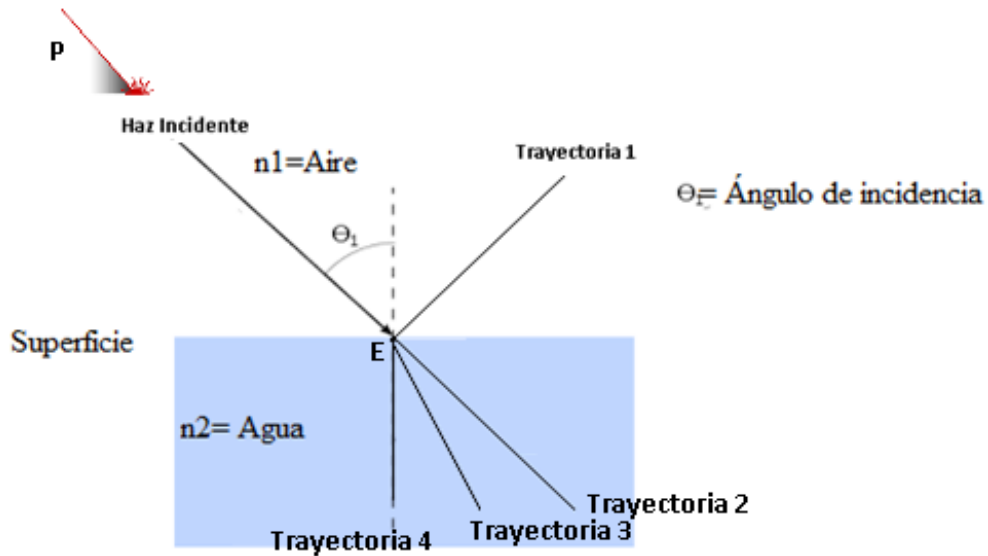 P
Haz Incidente
n1=Aire
Trayectoria 1
Θ₁= Ángulo de incidencia
Θ₁
Superficie
E
n2= Agua
Trayectoria 2
Trayectoria 3
Trayectoria 4